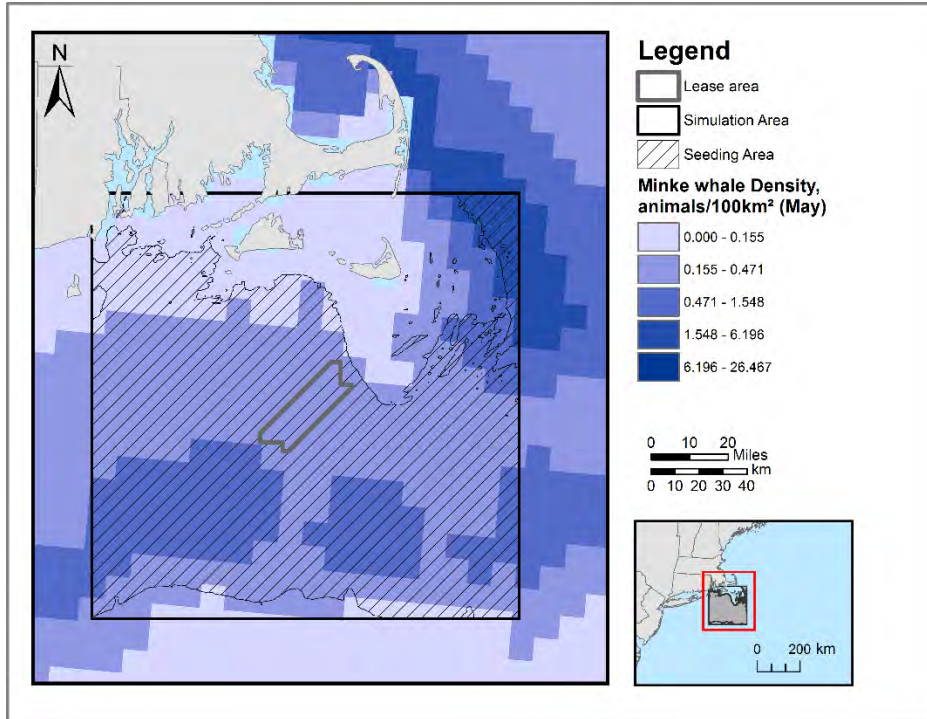 N
Legend
Lease area
Simulation Area
Seeding Area
Minke whale Density,
animals/100km² (May)
0.000 - 0.155
0.155 - 0.471
0.471 - 1.548
1.548 - 6.196
6.196 - 26.467
0 10 20
Miles
km
0 10 20 30 40
0 200 km